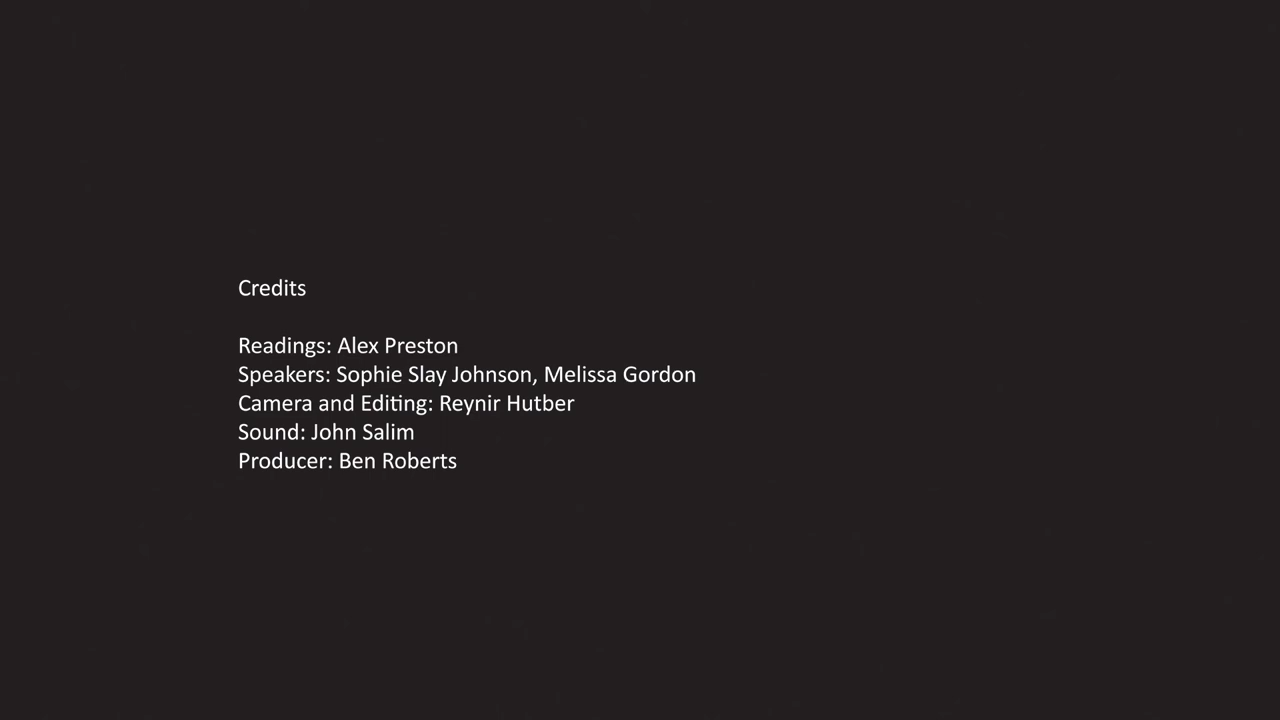 Credits
Readings: Alex Preston
Speakers: Sophie Slay Johnson, Melissa Gordon
Camera and Editing: Reynir Hutber
Sound: John Salim
Producer: Ben Roberts